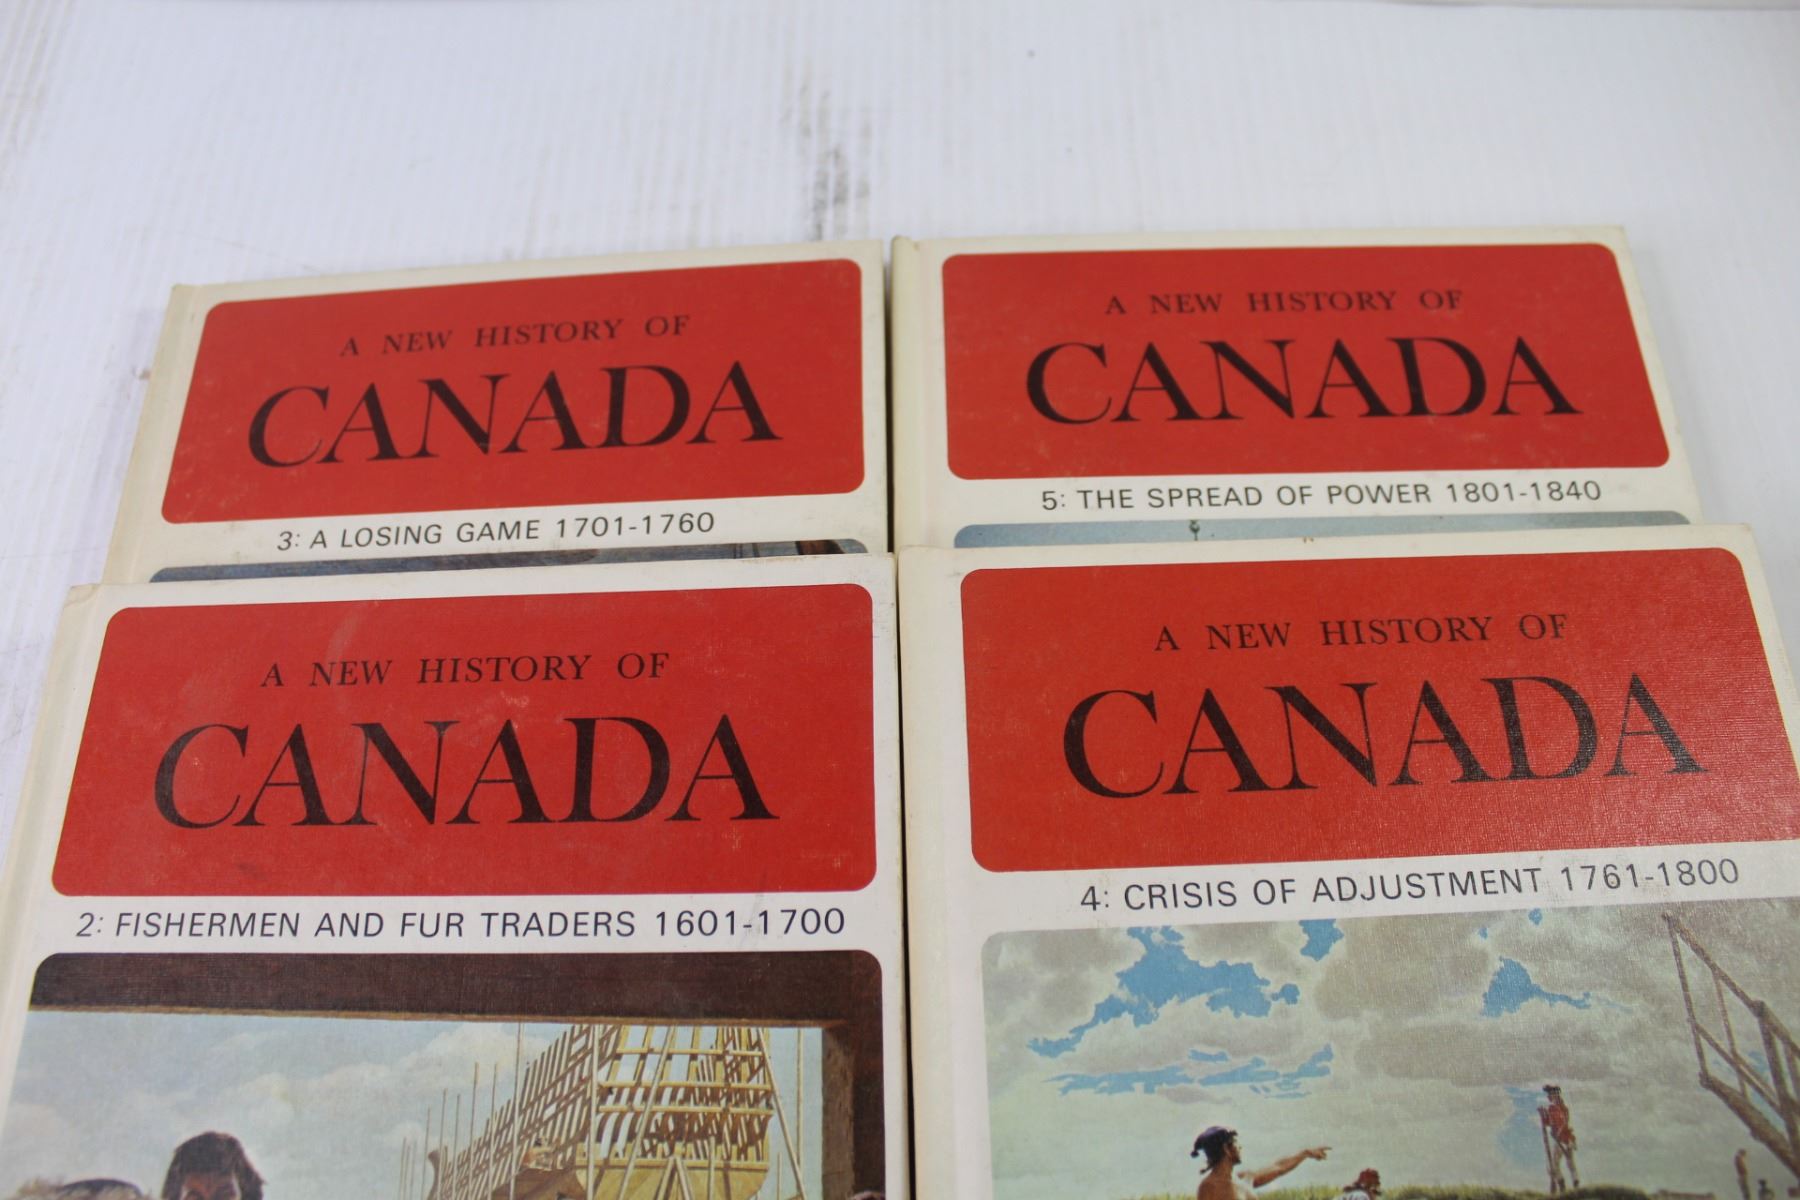 A NEW HISTORY OF
CANADA
3: A LOSING GAME 1701-1760
A NEW HISTORY OF
CANADA
5: THE SPREAD OF POWER 1801-1840
A NEW HISTORY OF
CANADA
2: FISHERMEN AND FUR TRADERS 1601-1700
A NEW HISTORY OF
CANADA
4: CRISIS OF ADJUSTMENT 1761-1800